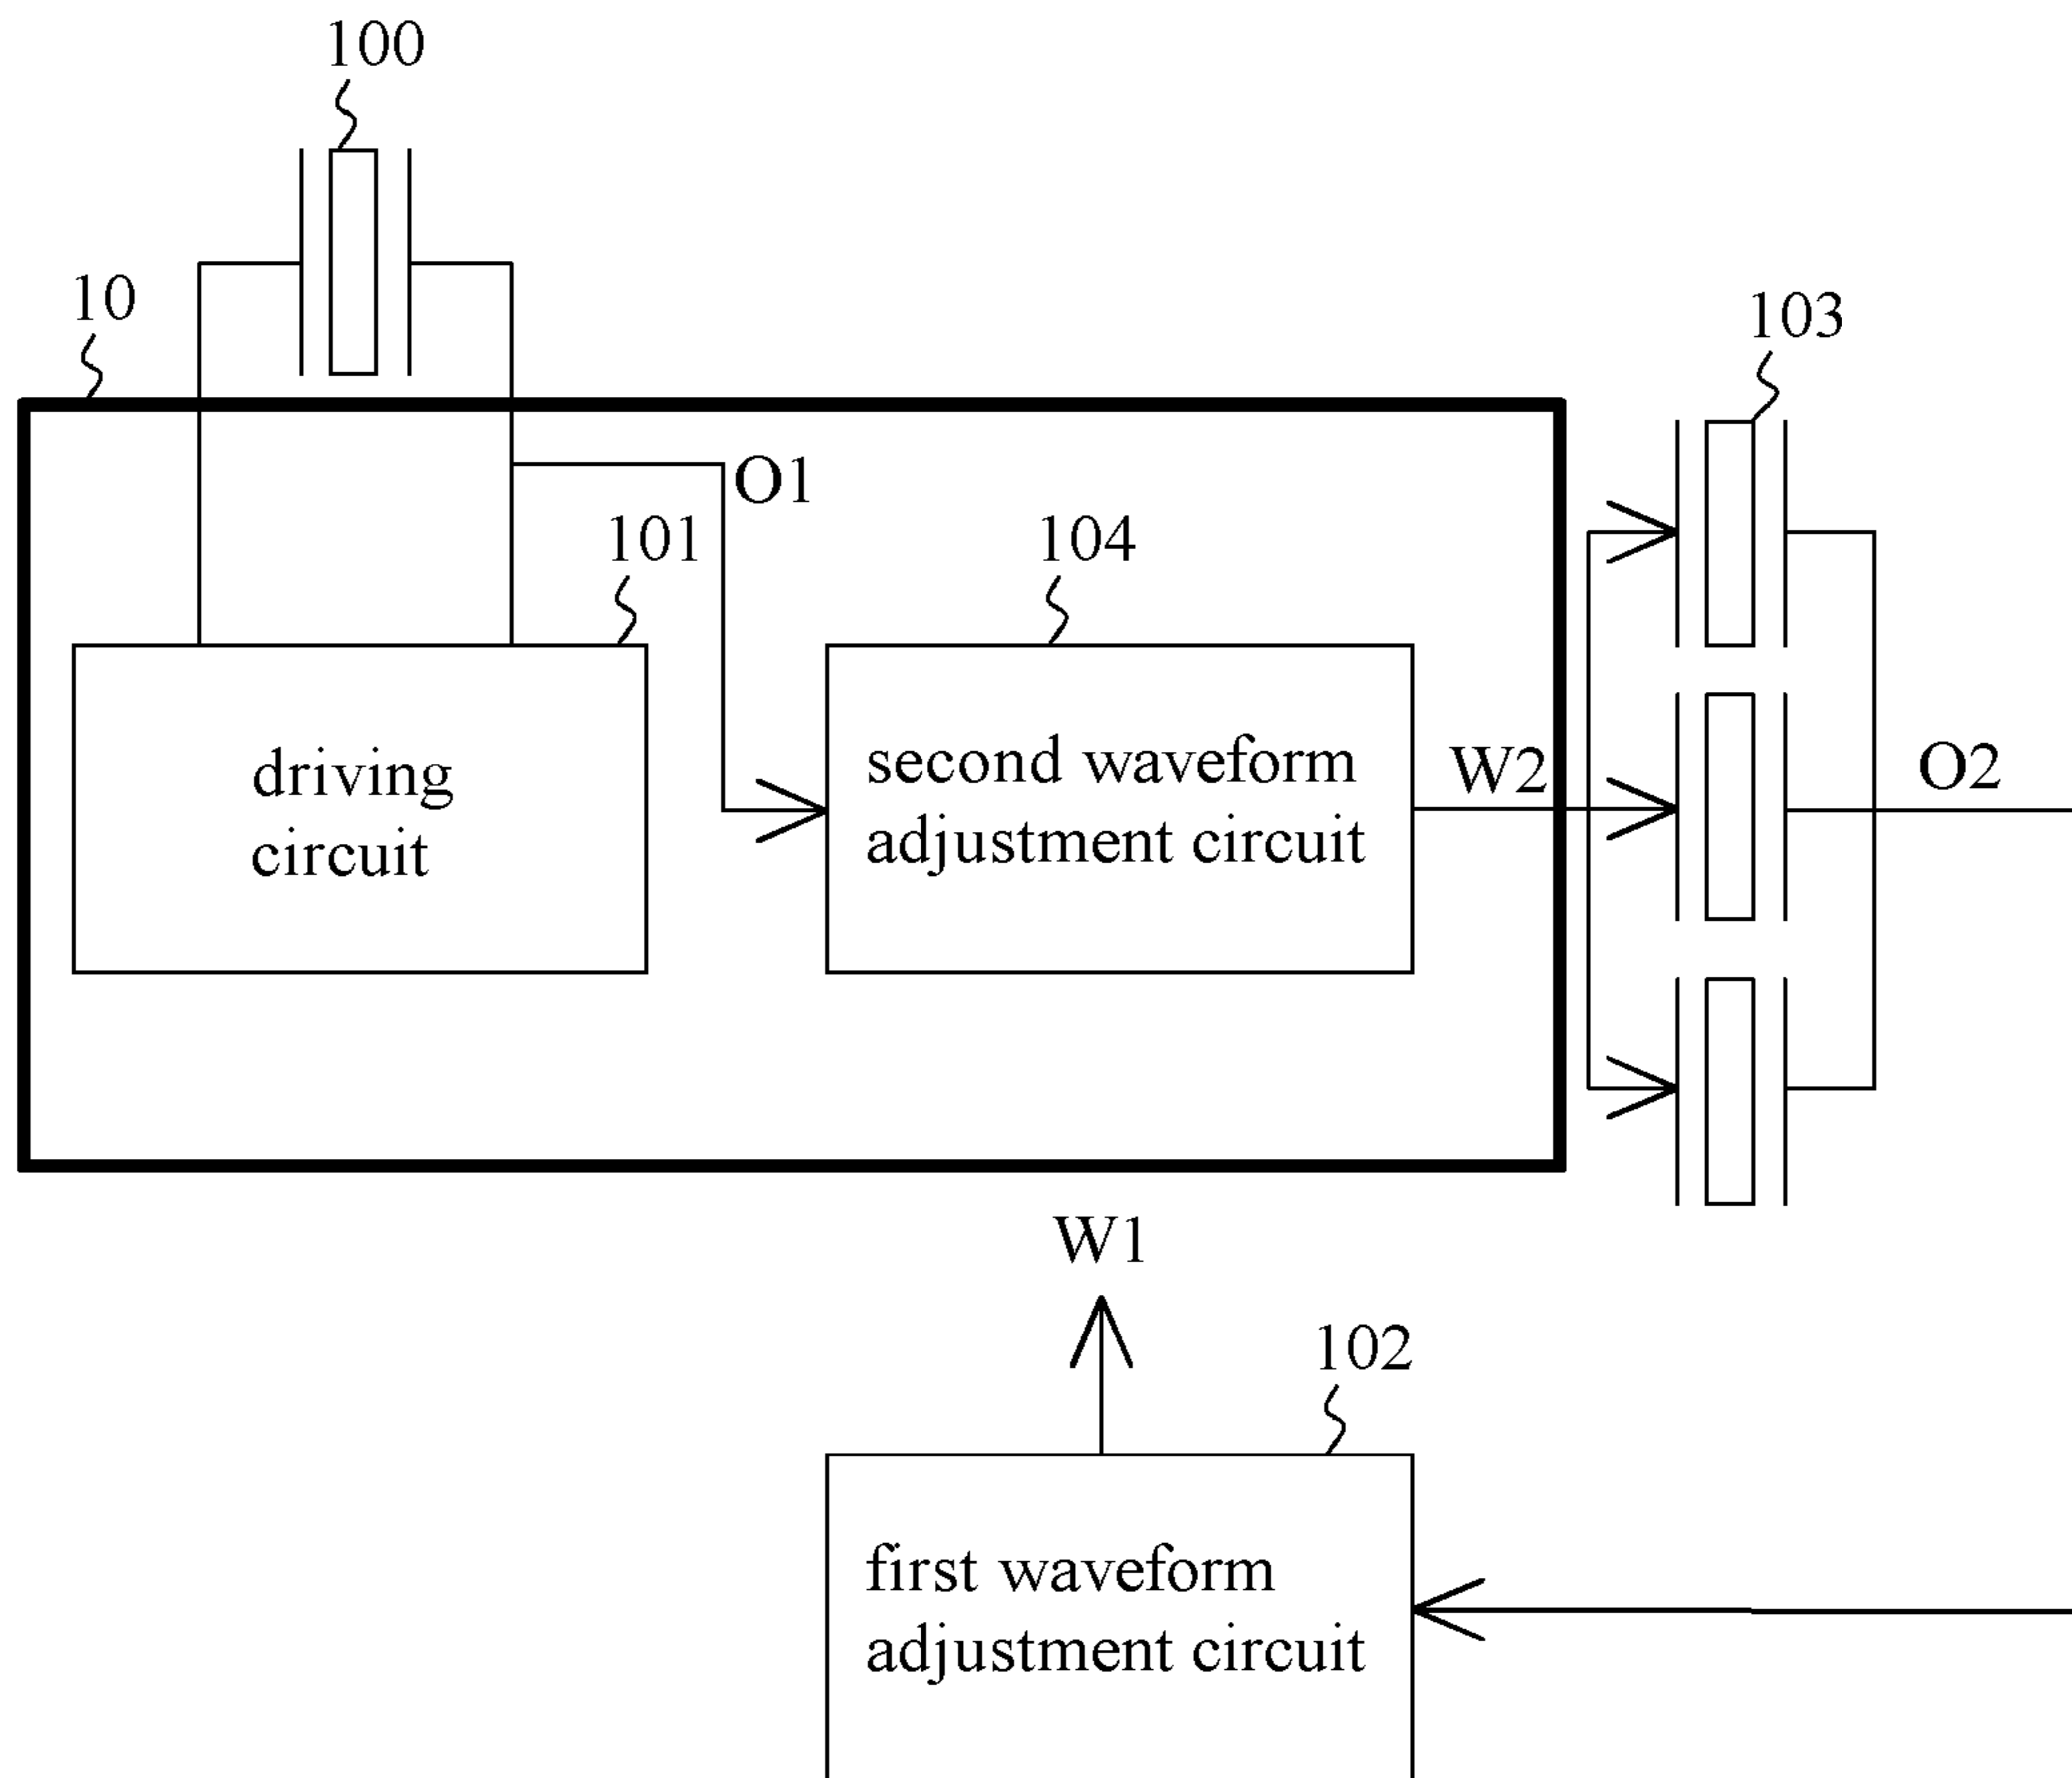 100
10
103
O1
101
104
driving
circuit
second waveform
adjustment circuit
W2
O2
W1
102
first waveform
adjustment circuit